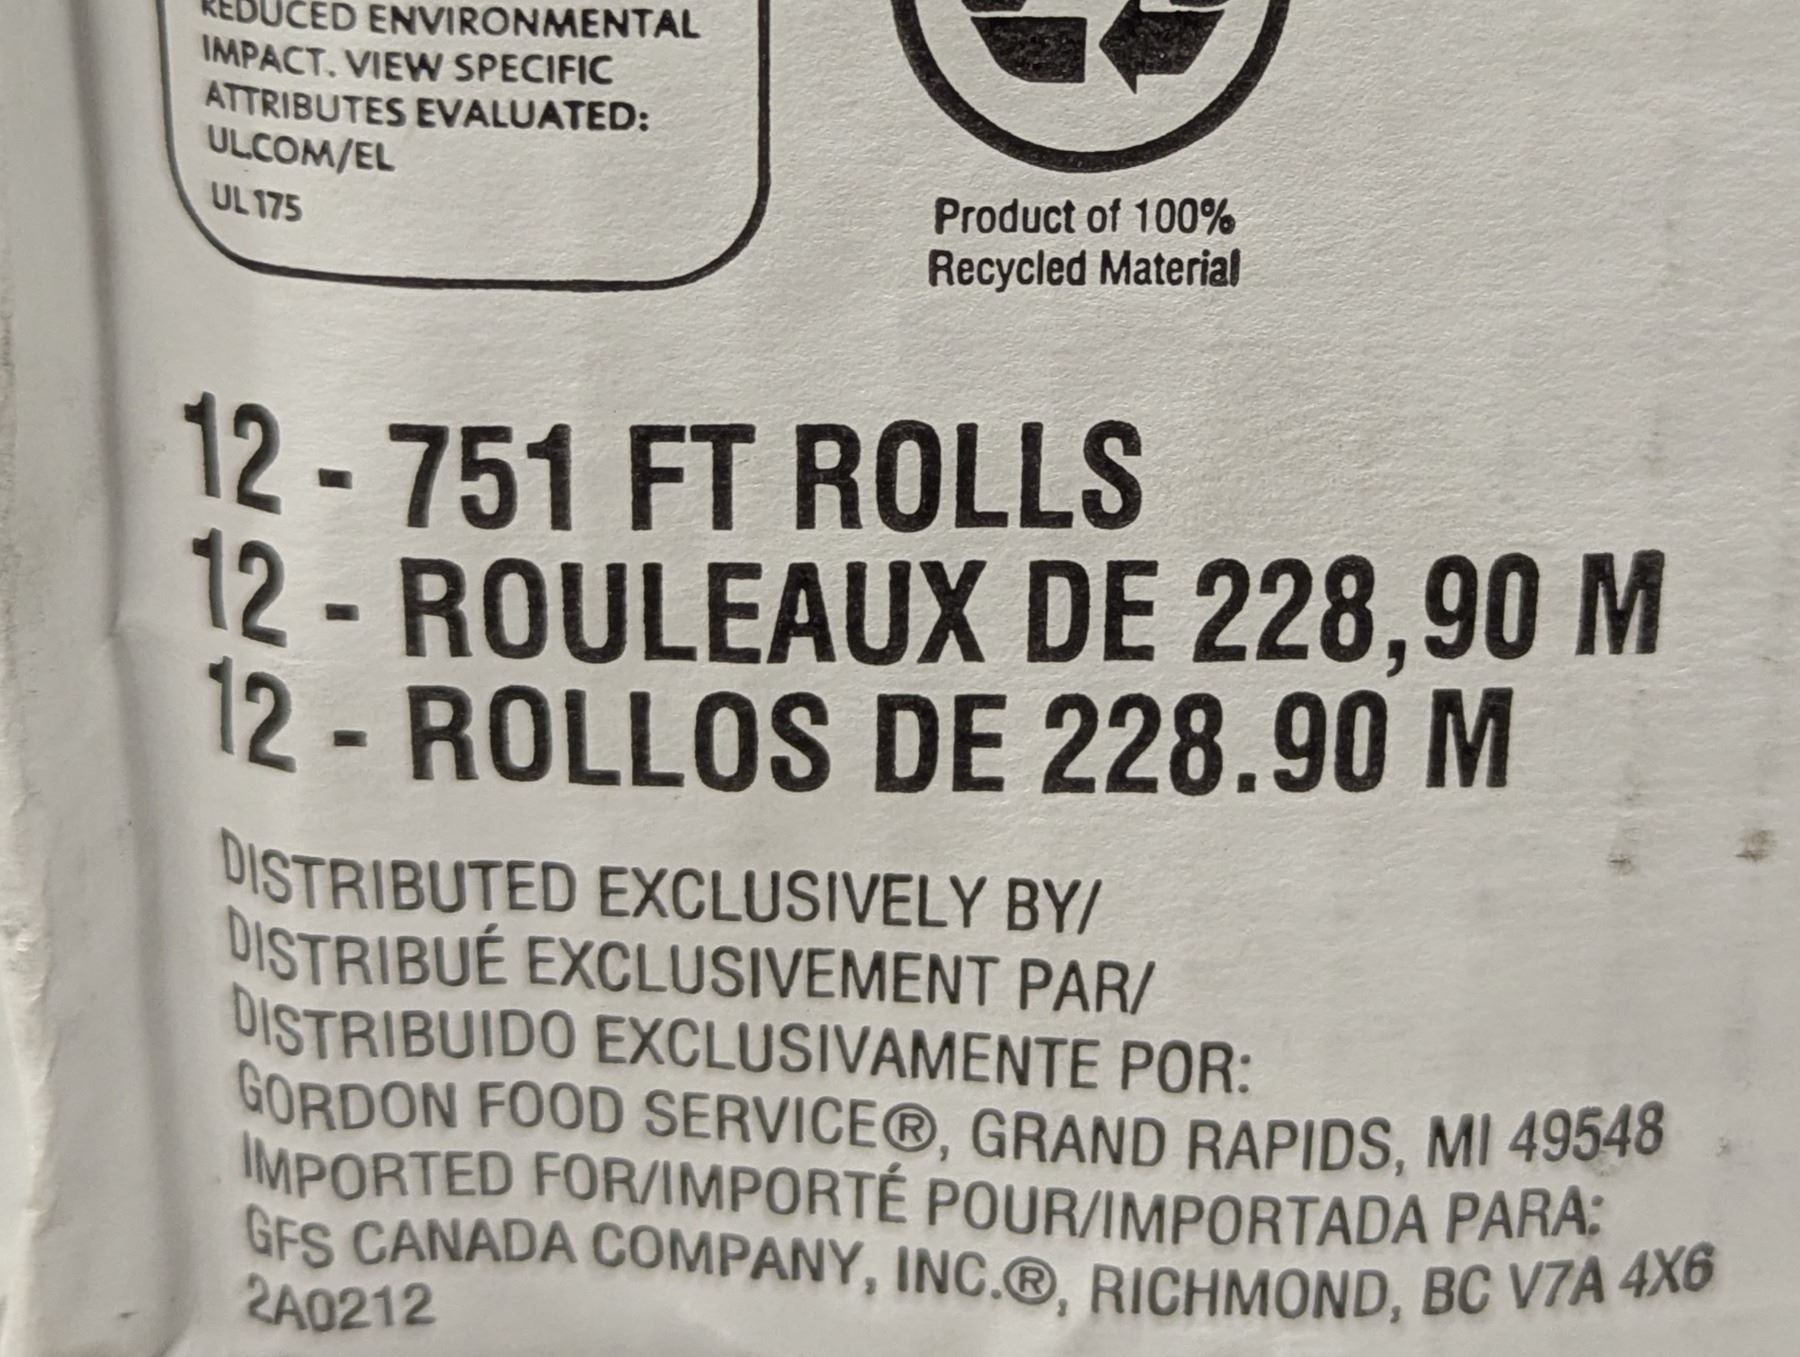 REDUCED ENVIRONMENTAL
IMPACT. VIEW SPECIFIC
ATTRIBUTES EVALUATED:
UL.COM/EL
UL 175
Product of 100%
Recycled Material
12 - 751 FT ROLLS
12 - ROULEAUX DE 228,90 M
12 - ROLLOS DE 228.90 M
DISTRIBUTED EXCLUSIVELY BY/
DISTRIBUÉ EXCLUSIVEMENT PAR/
DISTRIBUIDO EXCLUSIVAMENTE POR:
GORDON FOOD SERVICE®, GRAND RAPIDS, MI 49548
IMPORTED FOR/IMPORTÉ POUR/IMPORTADA PARA:
GFS CANADA COMPANY, INC.®, RICHMOND, BC V7A 4X6
2A0212